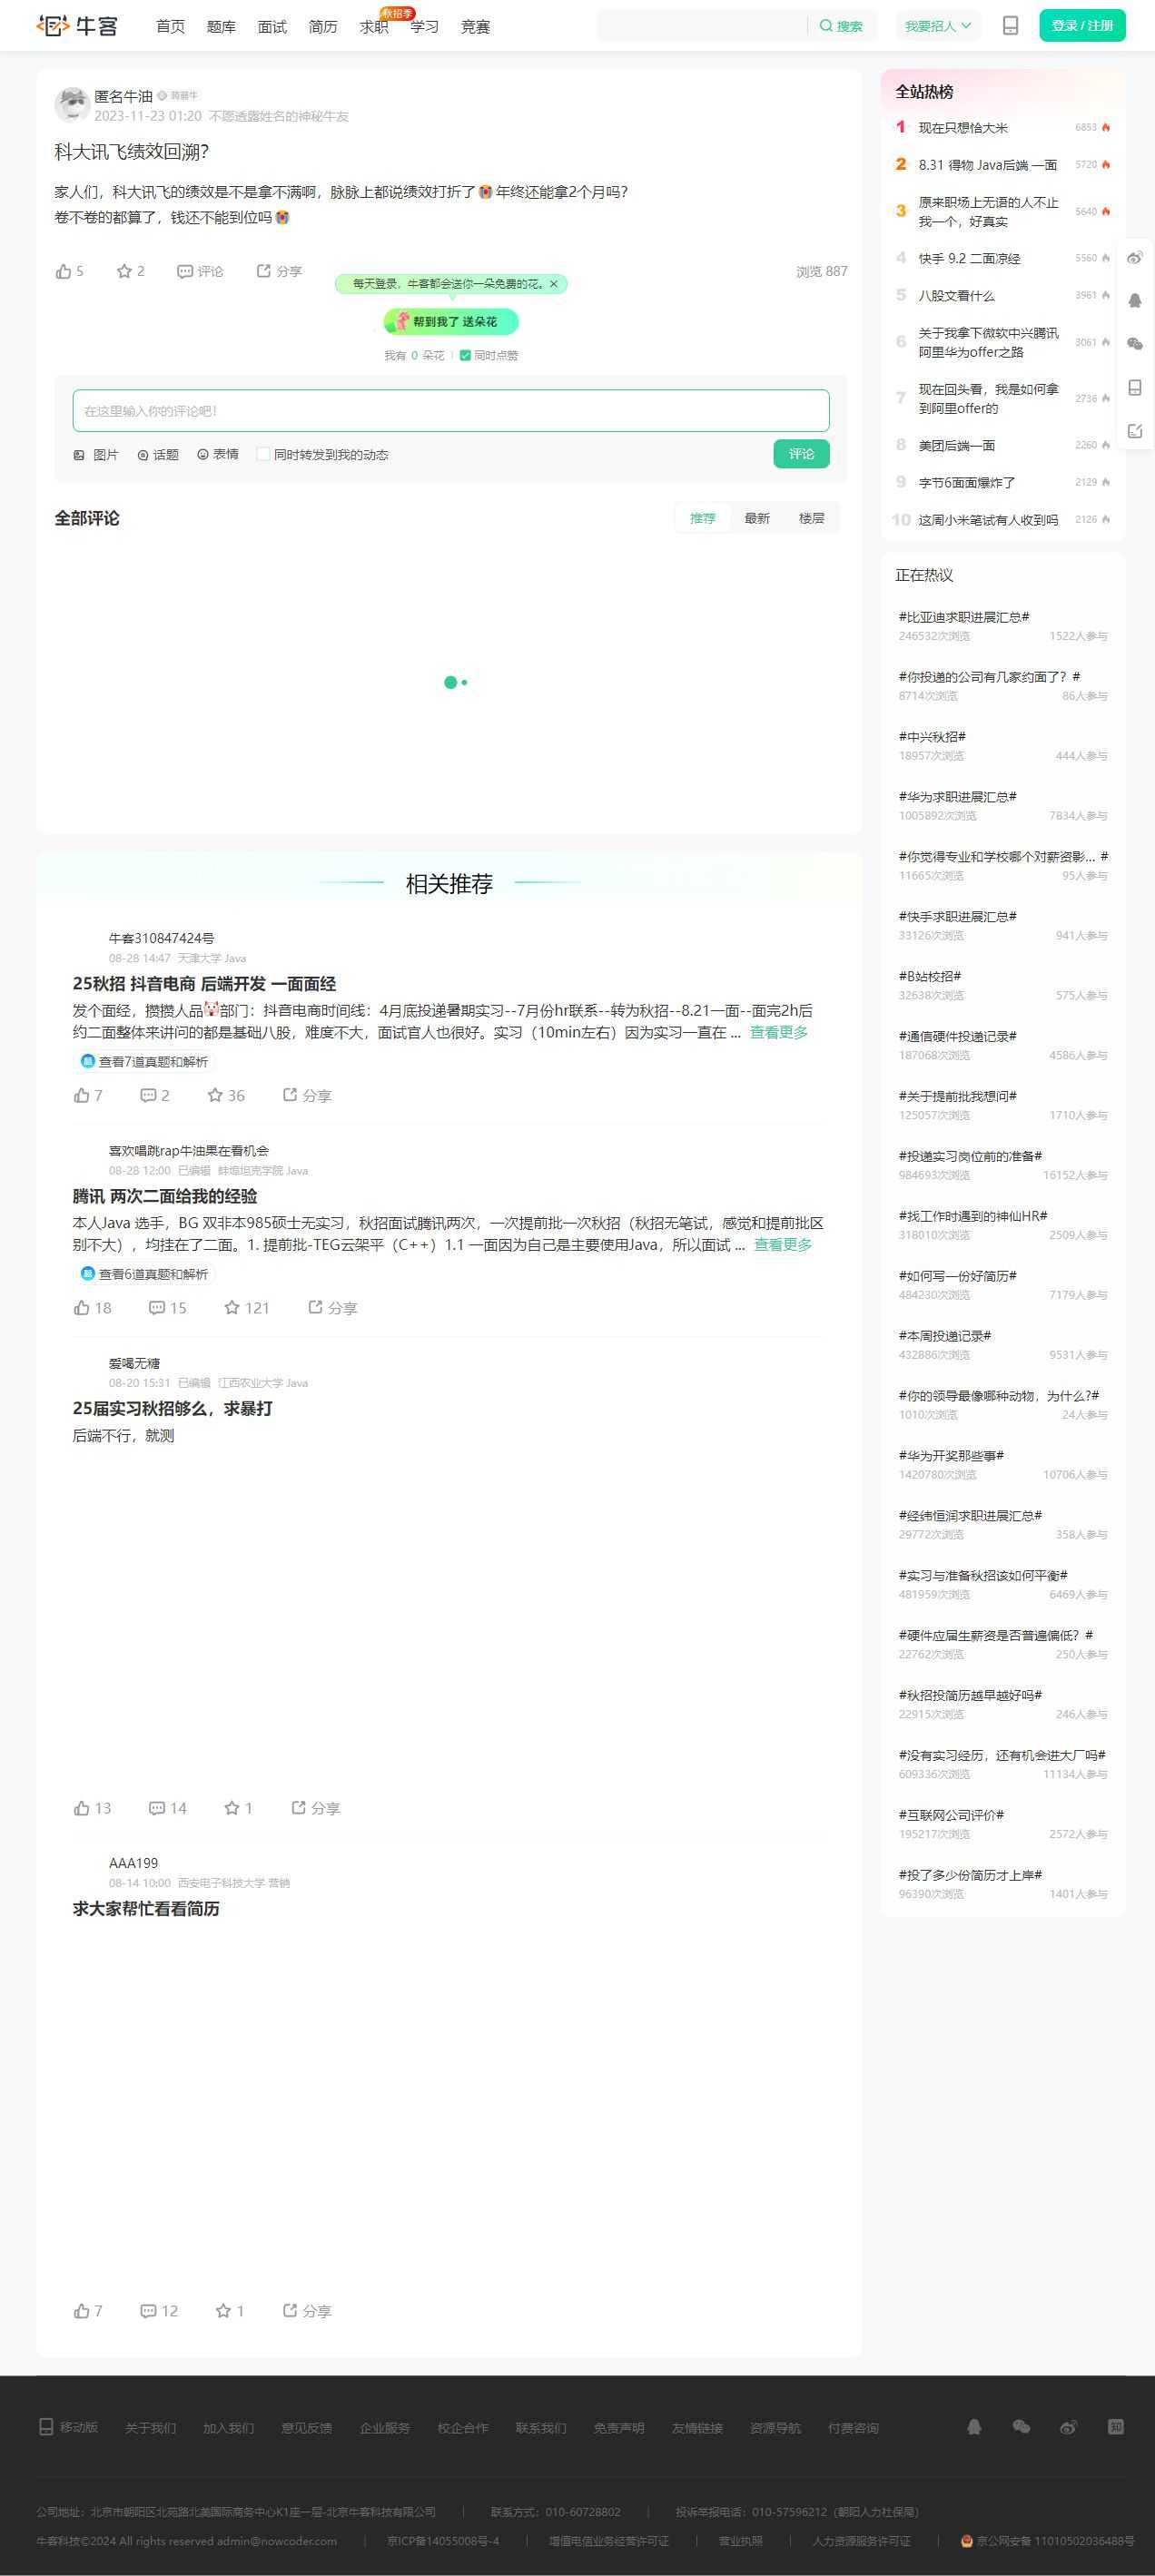 牛客
首页 题库 面试 简历 求职 学习 竞赛
秋招季
搜索
我要招人
登录 / 注册
匿名牛油
2023-11-23 01:20 不愿透露姓名的神秘牛友
科大讯飞绩效回溯?
家人们，科大讯飞的绩效是不是拿不满啊，脉脉上都说绩效打折了 年终还能拿2个月吗?
卷不卷的都算了，钱还不能到位吗
5 2 评论 分享 浏览 887
每天登录，牛客都会送你一朵免费的花。
帮到我了 送朵花
我有 0 朵花 同时点赞
在这里输入你的评论吧!
图片 话题 表情 同时转发到我的动态 评论
全部评论 推荐 最新 楼层
相关推荐
牛客310847424号
08-28 14:47 天津大学 Java
25秋招 抖音电商 后端开发 一面面经
发个面经，攒攒人品 部门：抖音电商时间线：4月底投递暑期实习--7月份hr联系--转为秋招--8.21一面--面完2h后
约二面整体来讲问的都是基础八股，难度不大，面试官人也很好。实习（10min左右）因为实习一直在 ... 查看更多
查看7道真题和解析
7 2 36 分享
喜欢唱跳rap牛油果在看机会
08-28 12:00 已编辑 蚌埠坦克学院 Java
腾讯 两次二面给我的经验
本人Java 选手，BG 双非本985硕士无实习，秋招面试腾讯两次，一次提前批一次秋招（秋招无笔试，感觉和提前批区
别不大），均挂在了二面。1. 提前批-TEG云架平（C++）1.1 一面因为自己是主要使用Java，所以面试 ... 查看更多
查看6道真题和解析
18 15 121 分享
爱喝无糖
08-20 15:31 已编辑 江西农业大学 Java
25届实习秋招够么，求暴打
后端不行，就测
13 14 1 分享
AAA199
08-14 10:00 西安电子科技大学 营销
求大家帮忙看看简历
7 12 1 分享
全站热榜
1 现在只想恰大米 6853
2 8.31 得物 Java后端 一面 5720
3 原来职场上无语的人不止
我一个，好真实 5640
4 快手 9.2 二面凉经 5560
5 八股文看什么 3961
6 关于我拿下微软中兴腾讯
阿里华为offer之路 3061
7 现在回头看，我是如何拿
到阿里offer的 2736
8 美团后端一面 2260
9 字节6面面爆炸了 2129
10 这周小米笔试有人收到吗 2126
正在热议
#比亚迪求职进展汇总#
246532次浏览 1522人参与
#你投递的公司有几家约面了？#
8714次浏览 86人参与
#中兴秋招#
18957次浏览 444人参与
#华为求职进展汇总#
1005892次浏览 7834人参与
#你觉得专业和学校哪个对薪资影... #
11665次浏览 95人参与
#快手求职进展汇总#
33126次浏览 941人参与
#B站校招#
32638次浏览 575人参与
#通信硬件投递记录#
187068次浏览 4586人参与
#关于提前批我想问#
125057次浏览 1710人参与
#投递实习岗位前的准备#
984693次浏览 16152人参与
#找工作时遇到的神仙HR#
318010次浏览 2509人参与
#如何写一份好简历#
484230次浏览 7179人参与
#本周投递记录#
432886次浏览 9531人参与
#你的领导最像哪种动物，为什么?#
1010次浏览 24人参与
#华为开奖那些事#
1420780次浏览 10706人参与
#经纬恒润求职进展汇总#
29772次浏览 358人参与
#实习与准备秋招该如何平衡#
481959次浏览 6469人参与
#硬件应届生薪资是否普遍偏低？#
22762次浏览 250人参与
#秋招投简历越早越好吗#
22915次浏览 246人参与
#没有实习经历，还有机会进大厂吗#
609336次浏览 11134人参与
#互联网公司评价#
195217次浏览 2572人参与
#投了多少份简历才上岸#
96390次浏览 1401人参与
移动版 关于我们 加入我们 意见反馈 企业服务 校企合作 联系我们 免责声明 友情链接 资源导航 付费咨询 知
公司地址：北京市朝阳区北苑路北美国际商务中心K1座一层-北京牛客科技有限公司 | 联系方式：010-60728802 | 投诉举报电话：010-57596212（朝阳人力社保局）
牛客科技©2024 All rights reserved admin@nowcoder.com | 京ICP备14055008号-4 | 增值电信业务经营许可证 | 营业执照 | 人力资源服务许可证 | 京公网安备 11010502036488号